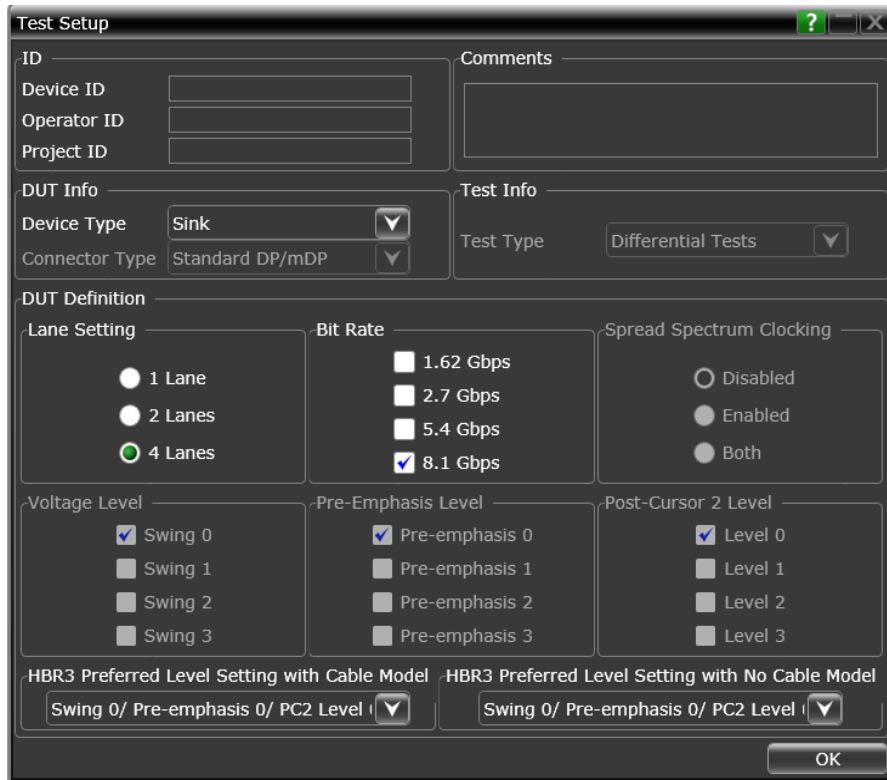 Test Setup
?
ID
Device ID
Operator ID
Project ID
Comments
DUT Info
Device Type Sink
Connector Type Standard DP/mDP
Test Info
Test Type Differential Tests
DUT Definition
Lane Setting
1 Lane
2 Lanes
4 Lanes
Bit Rate
1.62 Gbps
2.7 Gbps
5.4 Gbps
8.1 Gbps
Spread Spectrum Clocking
Disabled
Enabled
Both
Voltage Level
Swing 0
Swing 1
Swing 2
Swing 3
Pre-Emphasis Level
Pre-emphasis 0
Pre-emphasis 1
Pre-emphasis 2
Pre-emphasis 3
Post-Cursor 2 Level
Level 0
Level 1
Level 2
Level 3
HBR3 Preferred Level Setting with Cable Model
Swing 0/ Pre-emphasis 0/ PC2 Level
HBR3 Preferred Level Setting with No Cable Model
Swing 0/ Pre-emphasis 0/ PC2 Level
OK